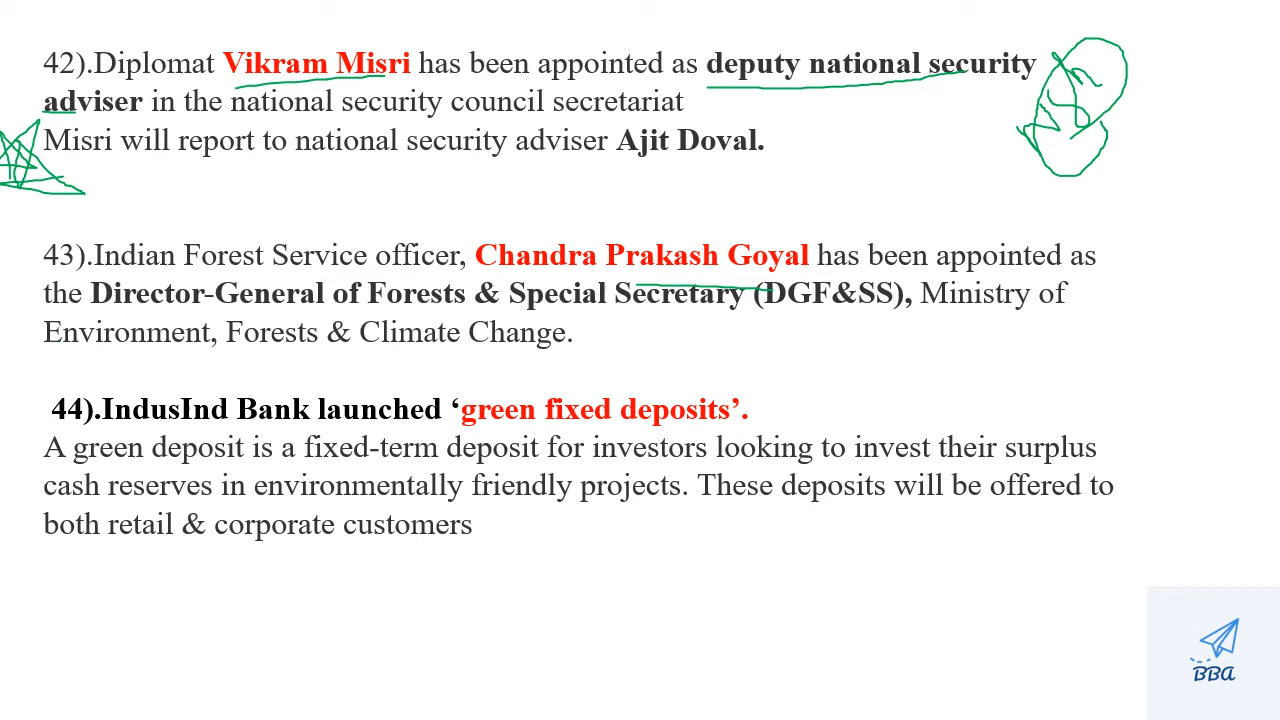 42).Diplomat Vikram Misri has been appointed as deputy national security
adviser in the national security council secretariat
Misri will report to national security adviser Ajit Doval.
43).Indian Forest Service officer, Chandra Prakash Goyal has been appointed as
the Director-General of Forests & Special Secretary (DGF&SS), Ministry of
Environment, Forests & Climate Change.
44).IndusInd Bank launched ‘green fixed deposits’.
A green deposit is a fixed-term deposit for investors looking to invest their surplus
cash reserves in environmentally friendly projects. These deposits will be offered to
both retail & corporate customers
BBA